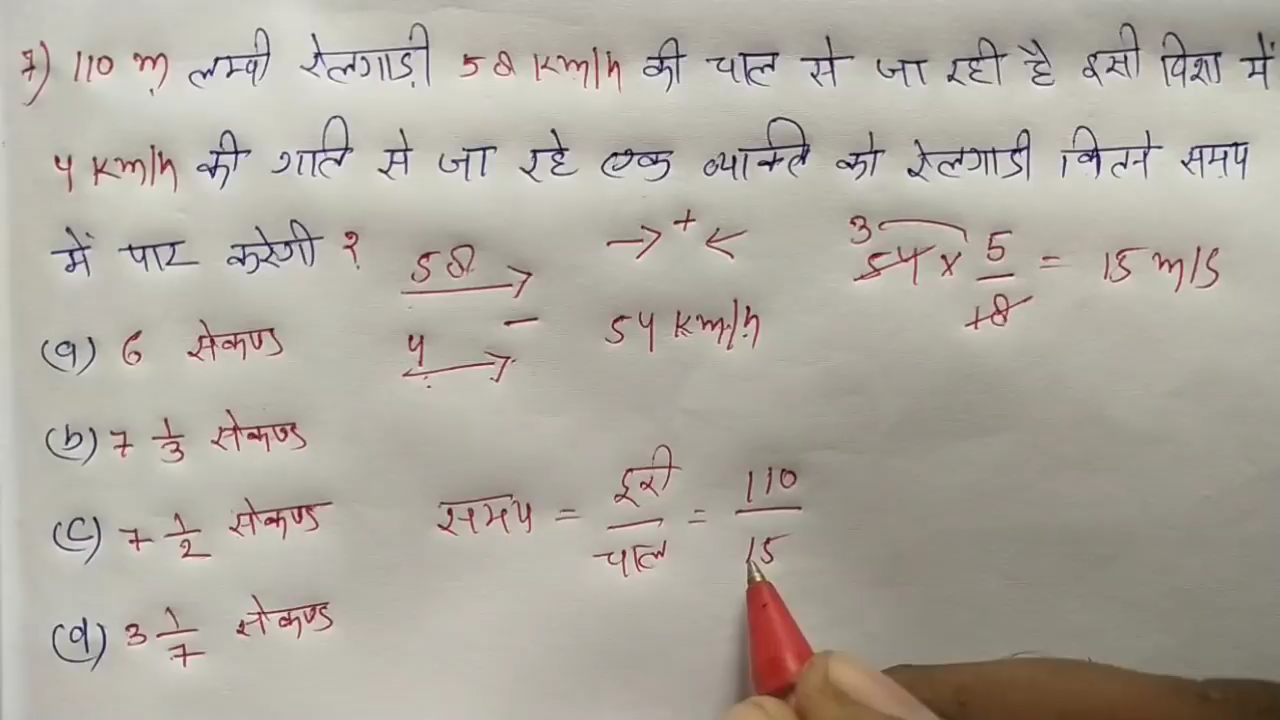 7) 110 m लम्बी रेलगाड़ी 58 Km/h की चाल से जा रही है इसी दिशा में
4 Km/h की गति से जा रहे एक व्यक्ति को रेलगाडी कितने समय
में पार करेगी ?
58 →
→ + ←
3
54 × 5/18 = 15 m/s
4 → −
54 Km/h
(a) 6 सेकण्ड
(b) 7 1/3 सेकण्ड
(c) 7 1/2 सेकण्ड
समय = दूरी/चाल = 110/15
(d) 3 1/7 सेकण्ड